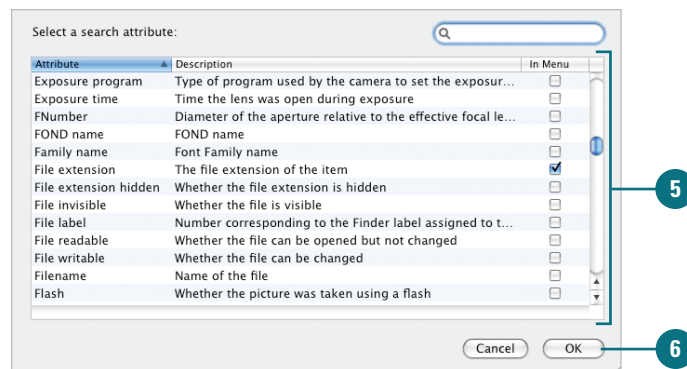 Select a search attribute:
Attribute Description In Menu
Exposure program Type of program used by the camera to set the exposur...
Exposure time Time the lens was open during exposure
FNumber Diameter of the aperture relative to the effective focal le...
FOND name FOND name
Family name Font Family name
File extension The file extension of the item
File extension hidden Whether the file extension is hidden
File invisible Whether the file is visible
File label Number corresponding to the Finder label assigned to t...
File readable Whether the file can be opened but not changed
File writable Whether the file can be changed
Filename Name of the file
Flash Whether the picture was taken using a flash
5
Cancel OK
6